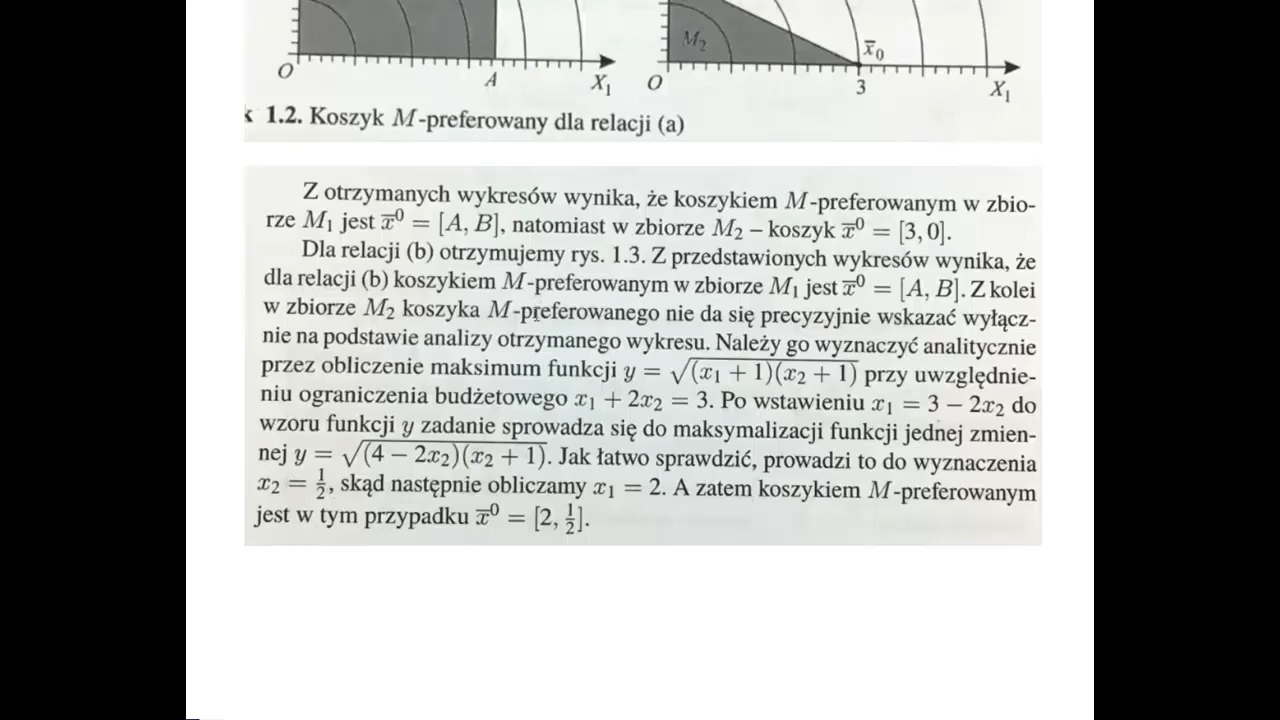 O A X₁ M₂ O x̅₀ 3 X₁
k 1.2. Koszyk M-preferowany dla relacji (a)
Z otrzymanych wykresów wynika, że koszykiem M-preferowanym w zbio-
rze M₁ jest x̅⁰ = [A, B], natomiast w zbiorze M₂ – koszyk x̅⁰ = [3, 0].
Dla relacji (b) otrzymujemy rys. 1.3. Z przedstawionych wykresów wynika, że
dla relacji (b) koszykiem M-preferowanym w zbiorze M₁ jest x̅⁰ = [A, B]. Z kolei
w zbiorze M₂ koszyka M-preferowanego nie da się precyzyjnie wskazać wyłącz-
nie na podstawie analizy otrzymanego wykresu. Należy go wyznaczyć analitycznie
przez obliczenie maksimum funkcji y = √(x₁ + 1)(x₂ + 1) przy uwzględnie-
niu ograniczenia budżetowego x₁ + 2x₂ = 3. Po wstawieniu x₁ = 3 − 2x₂ do
wzoru funkcji y zadanie sprowadza się do maksymalizacji funkcji jednej zmien-
nej y = √(4 − 2x₂)(x₂ + 1). Jak łatwo sprawdzić, prowadzi to do wyznaczenia
x₂ = ½, skąd następnie obliczamy x₁ = 2. A zatem koszykiem M-preferowanym
jest w tym przypadku x̅⁰ = [2, ½].